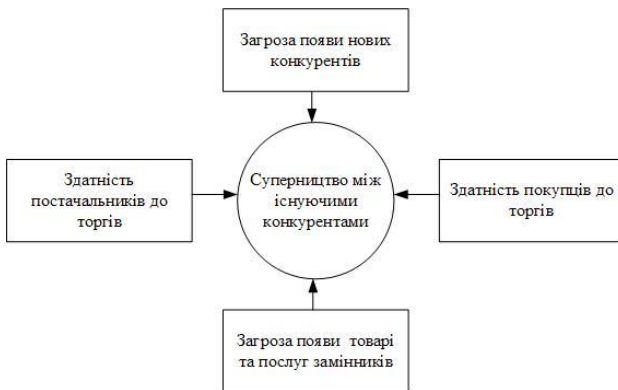 Загроза появи нових
конкурентів
Здатність
постачальників до
торгів
Суперництво між
існуючими
конкурентами
Здатність покупців до
торгів
Загроза появи товарі
та послуг замінників